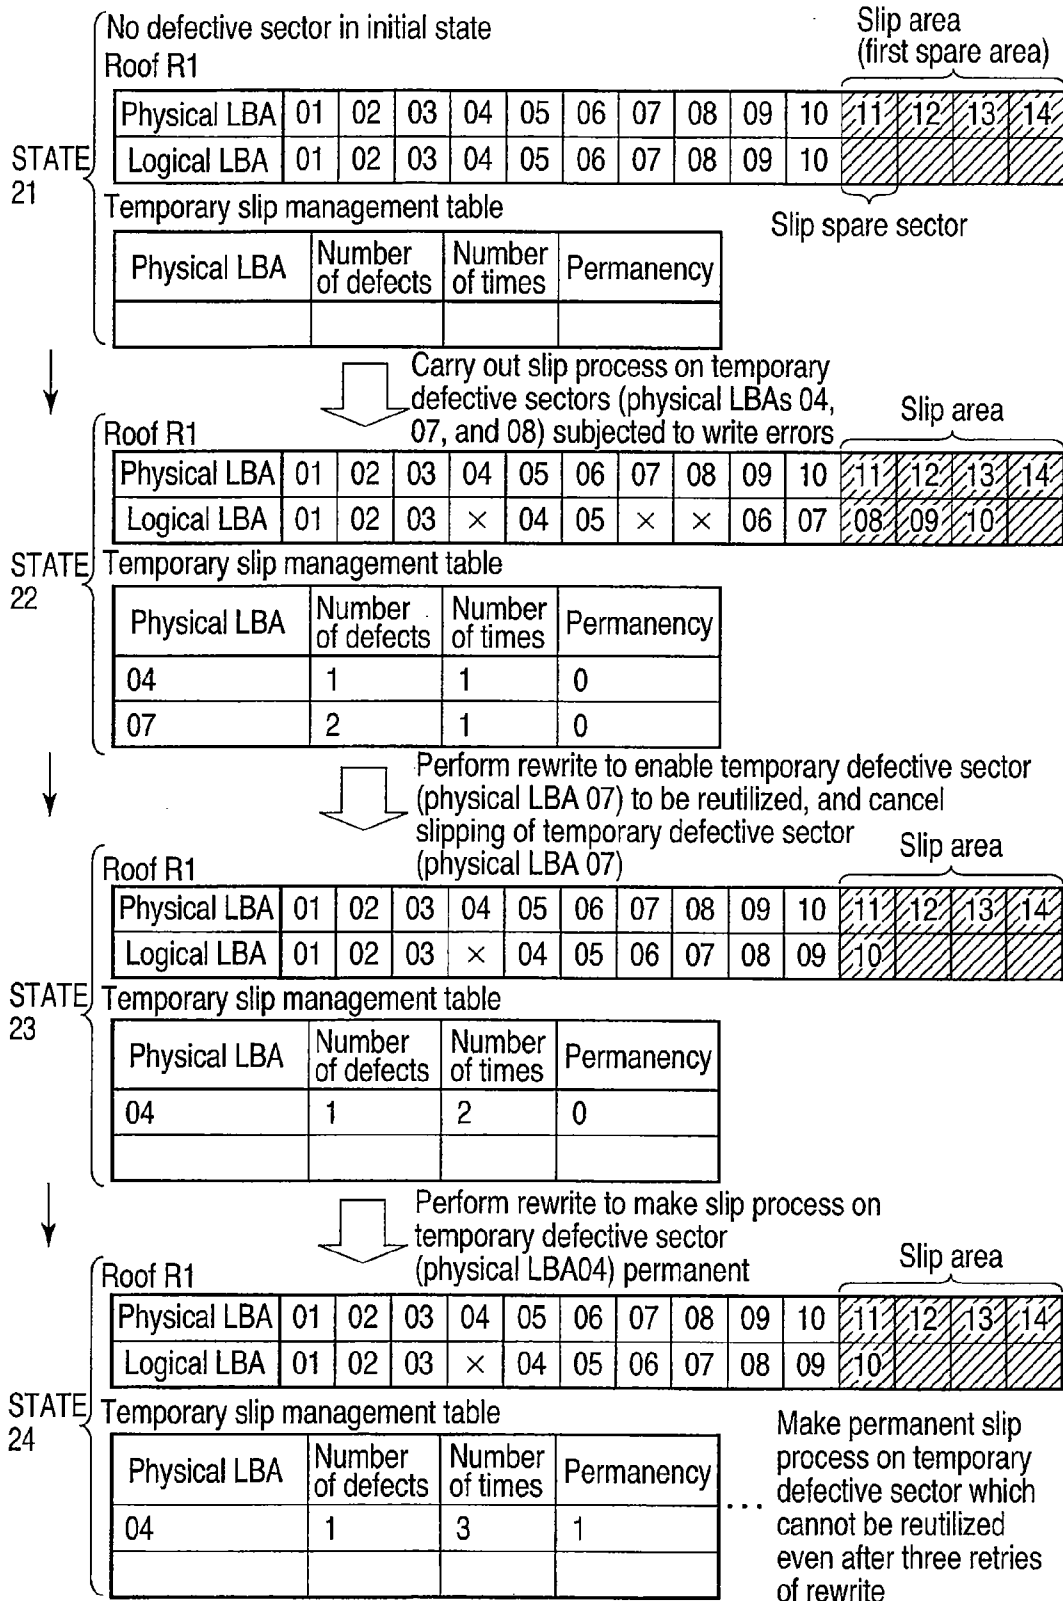 No defective sector in initial state
Slip area
(first spare area)
Roof R1
Physical LBA 01 02 03 04 05 06 07 08 09 10 11 12 13 14
Logical LBA 01 02 03 04 05 06 07 08 09 10
STATE
21
Temporary slip management table
Slip spare sector
Physical LBA Number of defects Number of times Permanency
Carry out slip process on temporary
defective sectors (physical LBAs 04,
07, and 08) subjected to write errors
Slip area
Roof R1
Physical LBA 01 02 03 04 05 06 07 08 09 10 11 12 13 14
Logical LBA 01 02 03 × 04 05 × × 06 07 08 09 10
STATE
22
Temporary slip management table
Physical LBA Number of defects Number of times Permanency
04 1 1 0
07 2 1 0
Perform rewrite to enable temporary defective sector
(physical LBA 07) to be reutilized, and cancel
slipping of temporary defective sector
(physical LBA 07)
Slip area
Roof R1
Physical LBA 01 02 03 04 05 06 07 08 09 10 11 12 13 14
Logical LBA 01 02 03 × 04 05 06 07 08 09 10
STATE
23
Temporary slip management table
Physical LBA Number of defects Number of times Permanency
04 1 2 0
Perform rewrite to make slip process on
temporary defective sector
(physical LBA04) permanent
Slip area
Roof R1
Physical LBA 01 02 03 04 05 06 07 08 09 10 11 12 13 14
Logical LBA 01 02 03 × 04 05 06 07 08 09 10
STATE
24
Temporary slip management table
Physical LBA Number of defects Number of times Permanency
04 1 3 1
...
Make permanent slip
process on temporary
defective sector which
cannot be reutilized
even after three retries
of rewrite